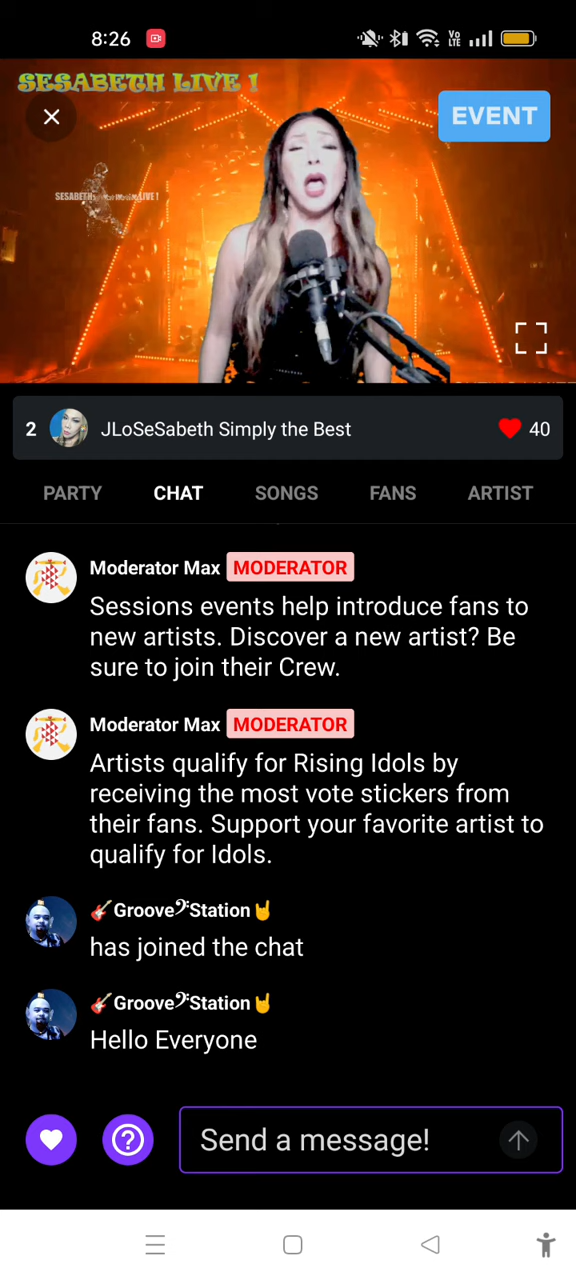 8:26
VO
LTE
SESABETH LIVE !
EVENT
2 JLoSeSabeth Simply the Best 40
PARTY CHAT SONGS FANS ARTIST
Moderator Max MODERATOR
Sessions events help introduce fans to
new artists. Discover a new artist? Be
sure to join their Crew.
Moderator Max MODERATOR
Artists qualify for Rising Idols by
receiving the most vote stickers from
their fans. Support your favorite artist to
qualify for Idols.
🎸Groove𝄢Station🤘
has joined the chat
🎸Groove𝄢Station🤘
Hello Everyone
Send a message!